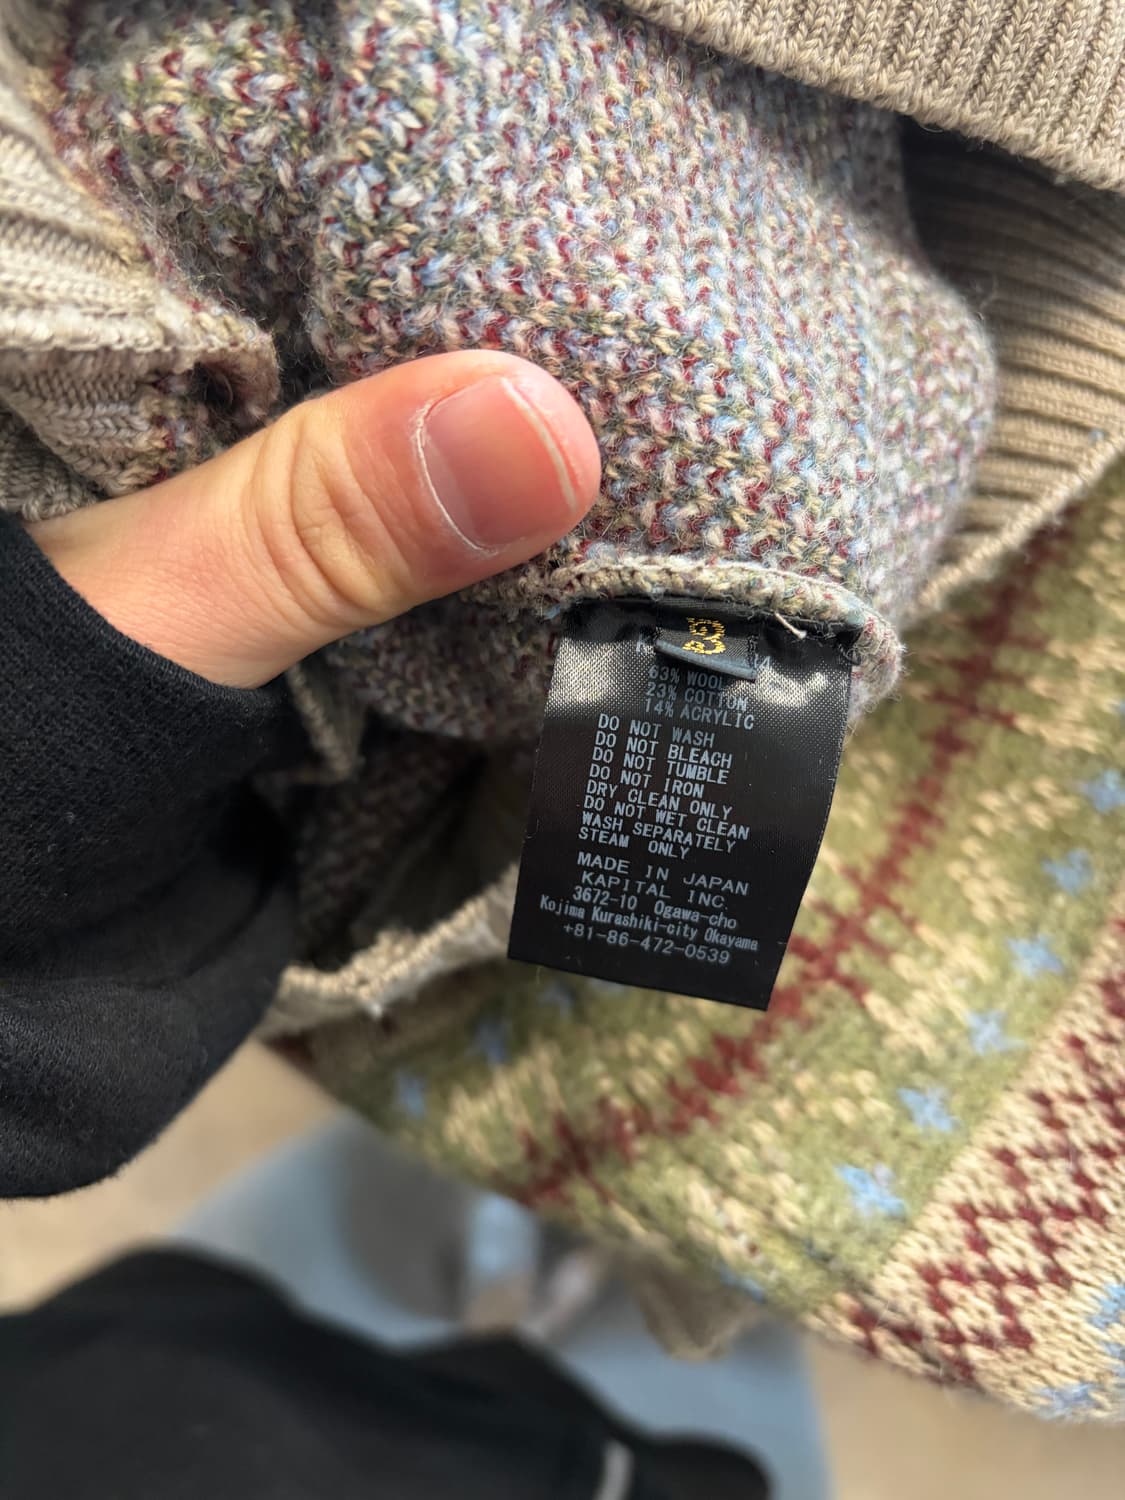 3
63% WOOL
23% COTTON
14% ACRYLIC
DO NOT WASH
DO NOT BLEACH
DO NOT TUMBLE
DO NOT IRON
DRY CLEAN ONLY
DO NOT WET CLEAN
WASH SEPARATELY
STEAM ONLY
MADE IN JAPAN
KAPITAL INC.
3672-10 Ogawa-cho
Kojima Kurashiki-city Okayama
+81-86-472-0539